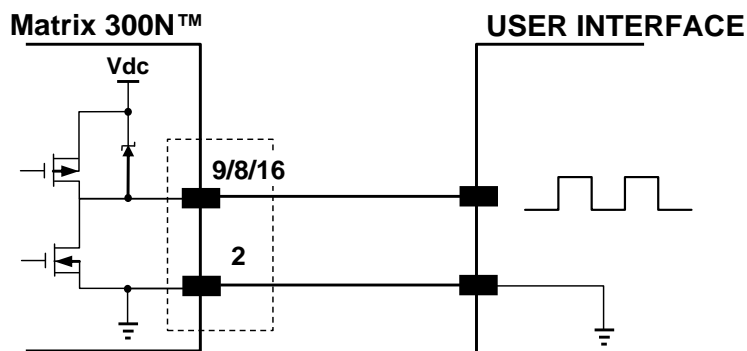 Matrix 300N™
USER INTERFACE
Vdc
9/8/16
2